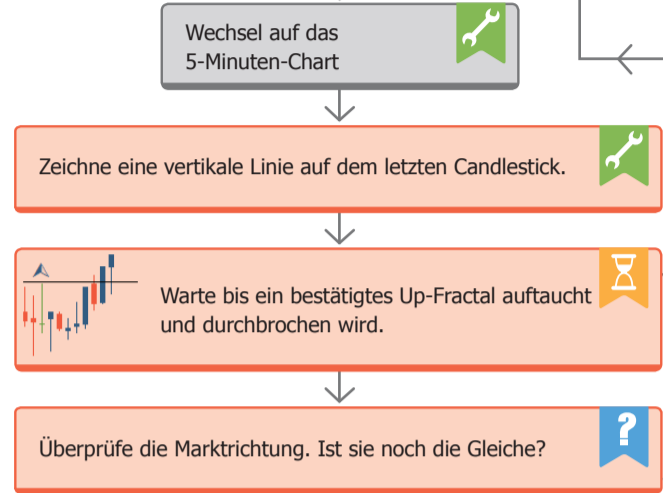 Wechsel auf das
5-Minuten-Chart
Zeichne eine vertikale Linie auf dem letzten Candlestick.
Warte bis ein bestätigtes Up-Fractal auftaucht
und durchbrochen wird.
Überprüfe die Marktrichtung. Ist sie noch die Gleiche?
?